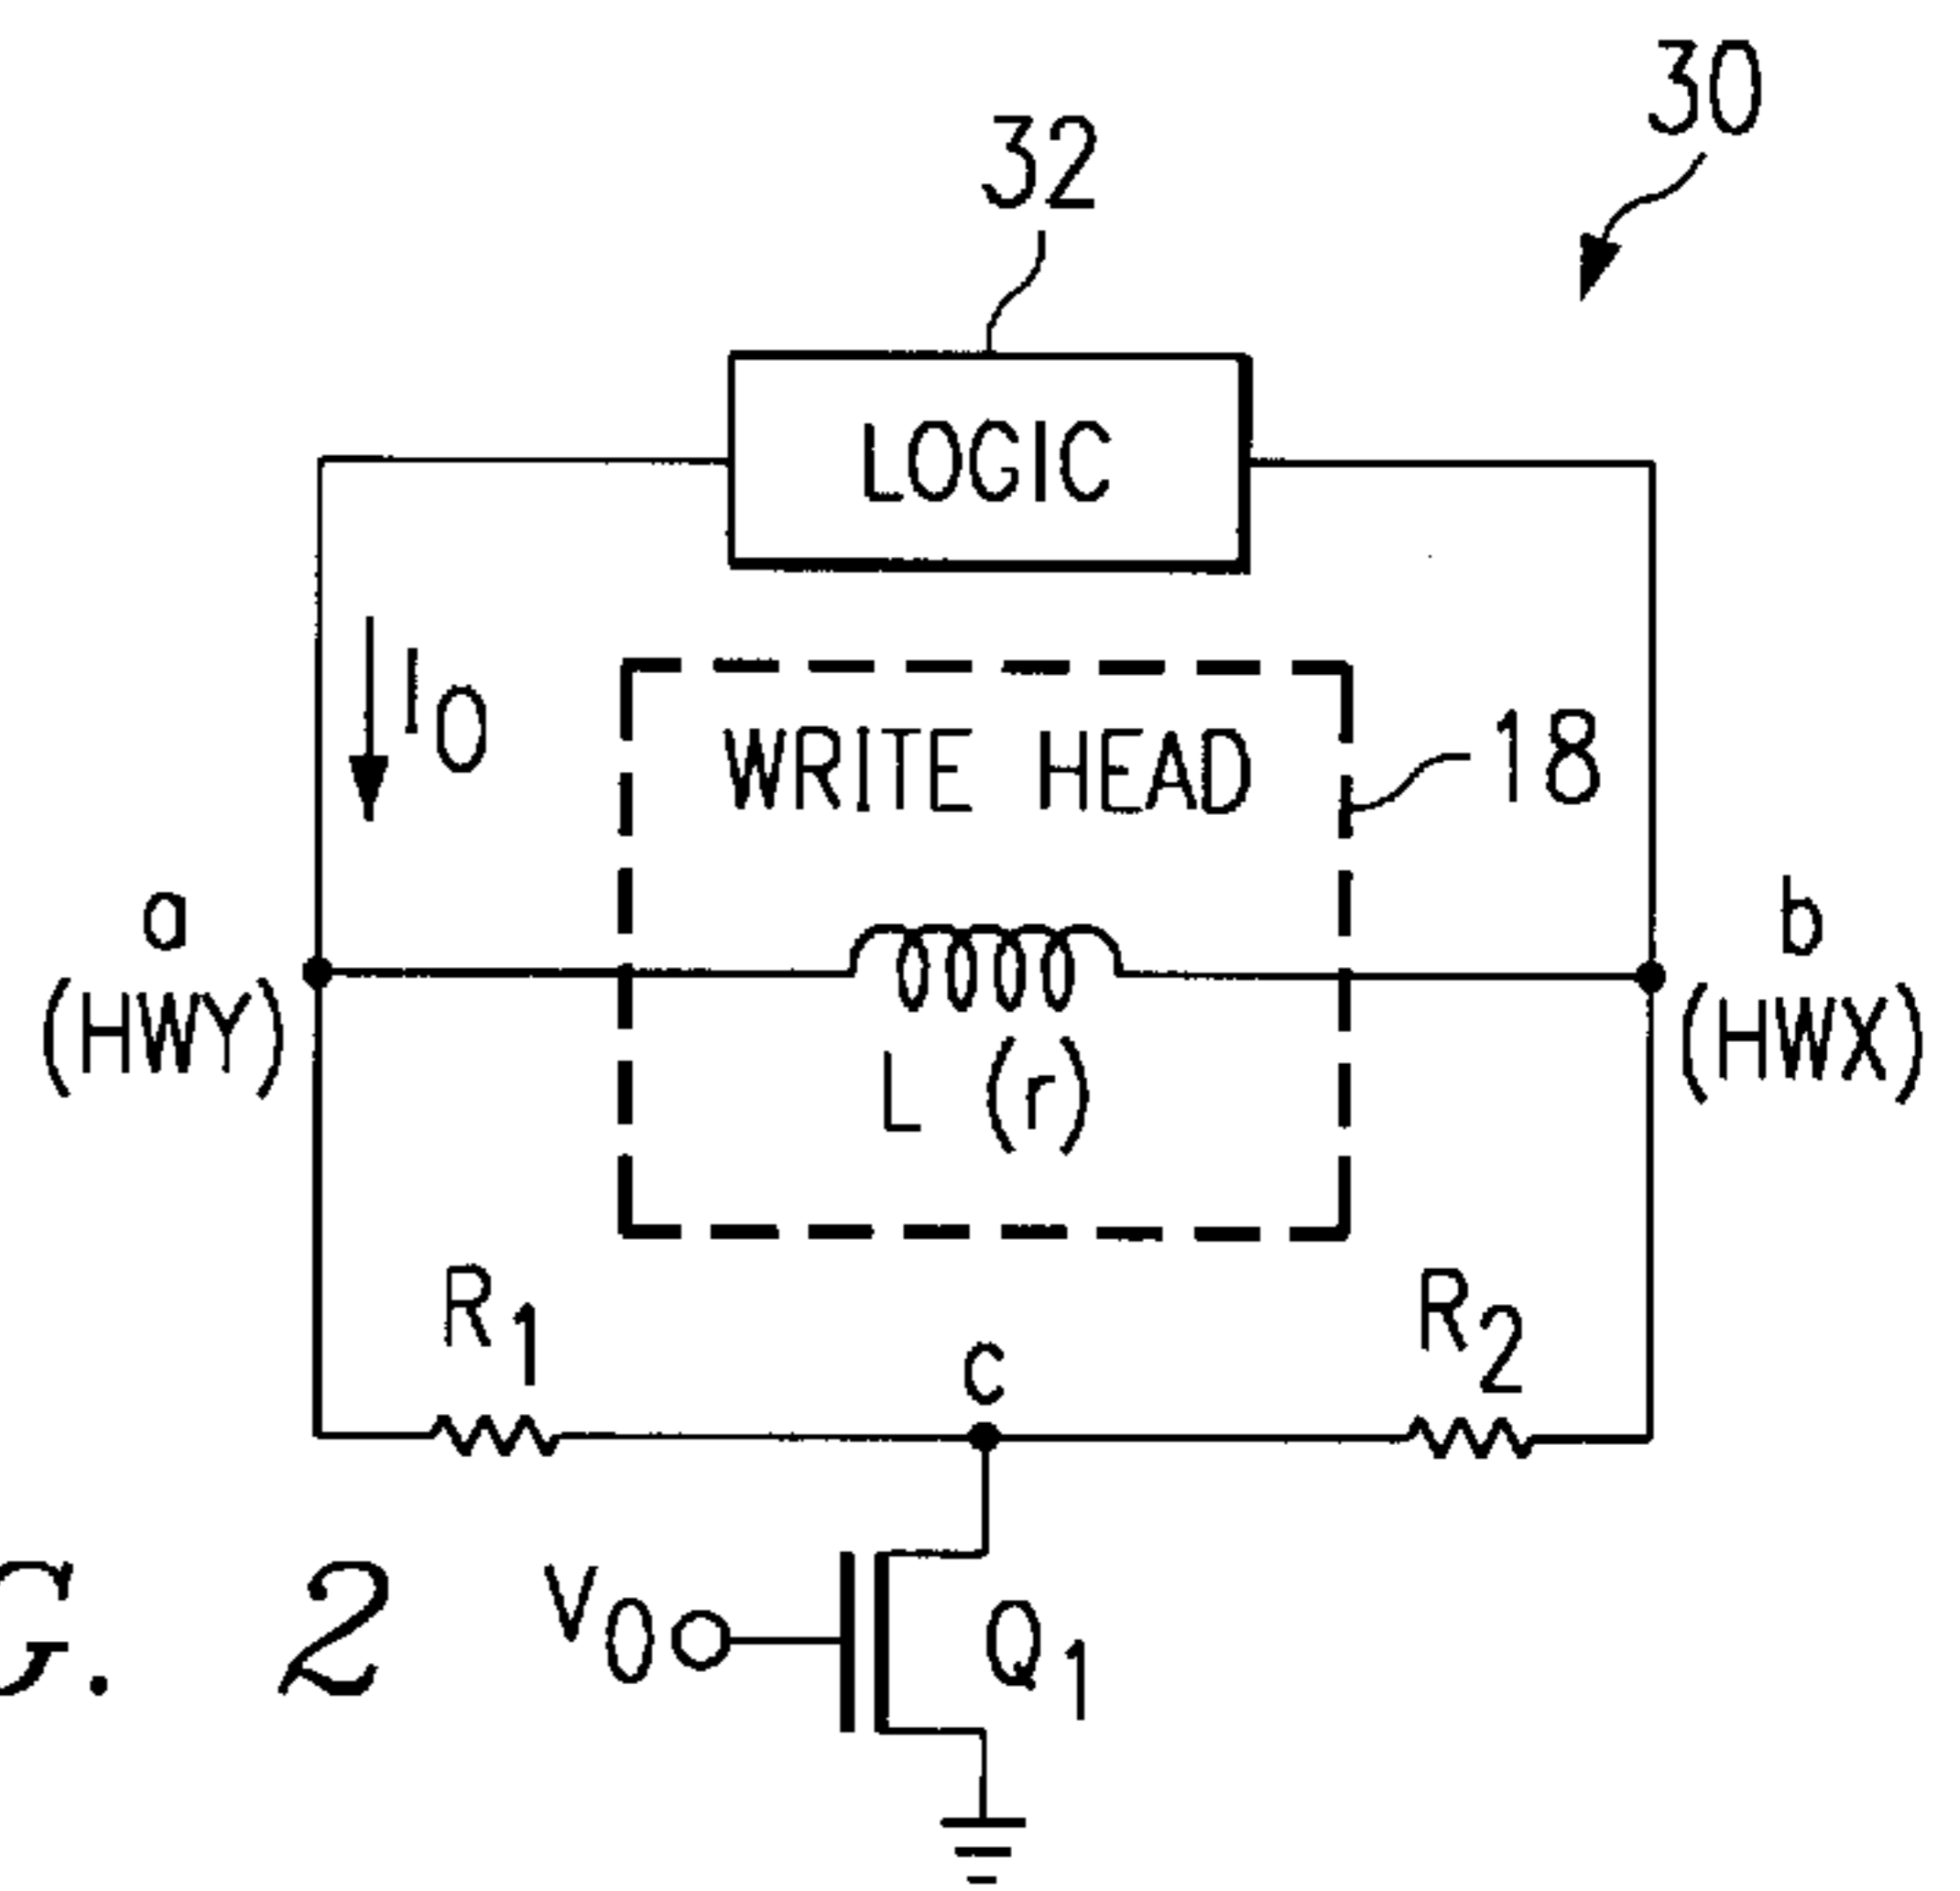 30
32
LOGIC
I0
WRITE HEAD
18
a
(HWY)
b
(HWX)
L (r)
R1
R2
c
G. 2
V0
Q1